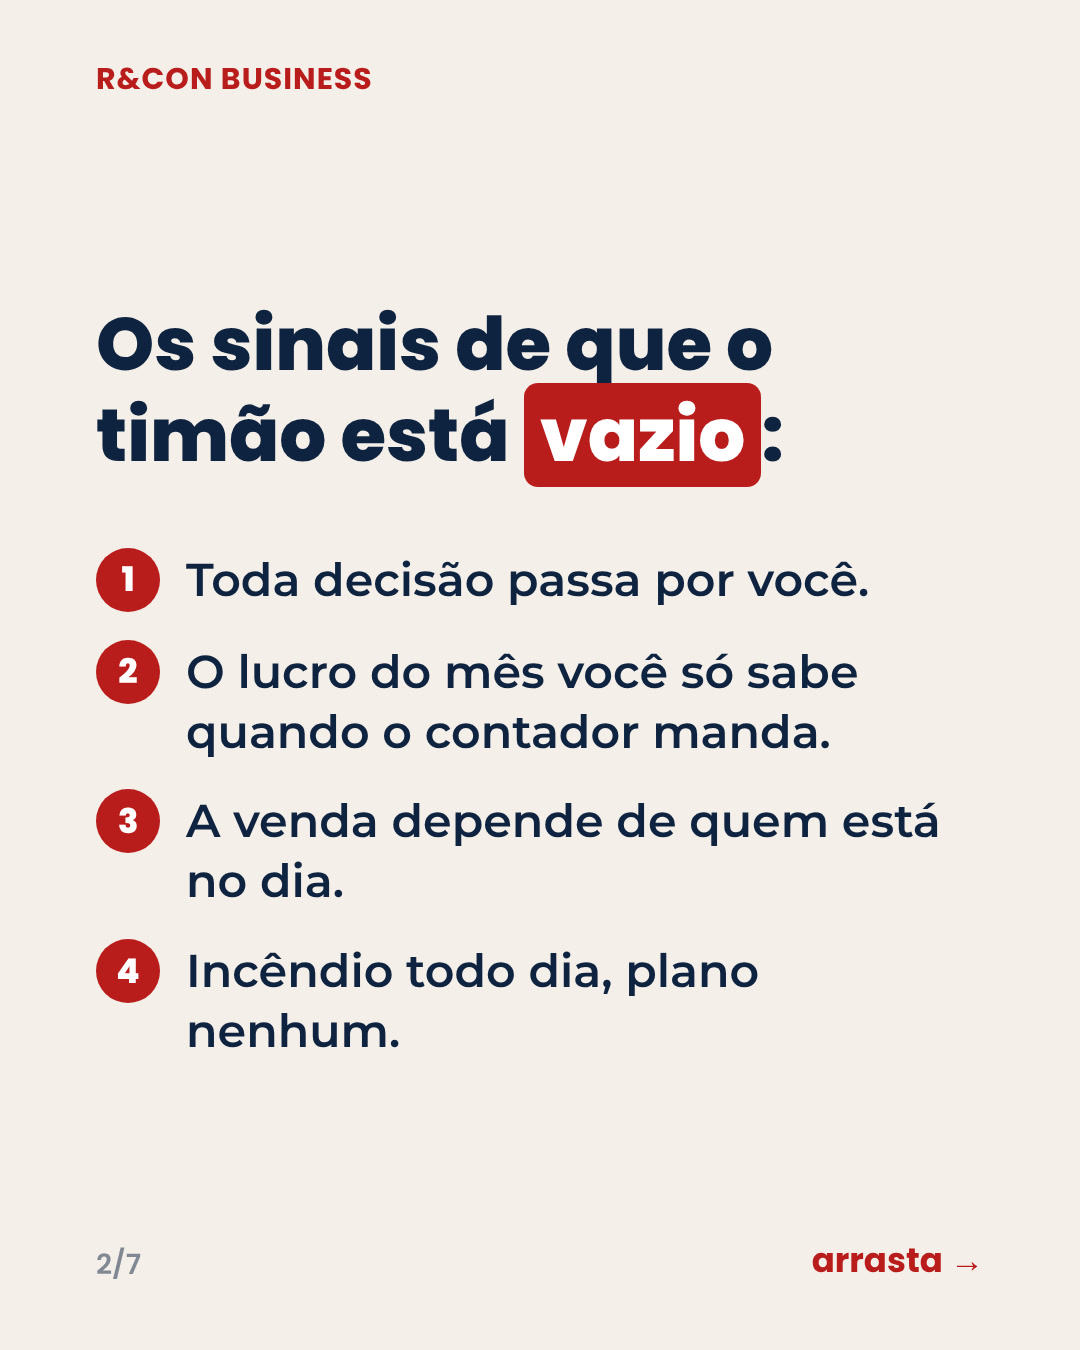 R&CON BUSINESS
Os sinais de que o
timão está vazio:
1 Toda decisão passa por você.
2 O lucro do mês você só sabe
quando o contador manda.
3 A venda depende de quem está
no dia.
4 Incêndio todo dia, plano
nenhum.
2/7
arrasta →